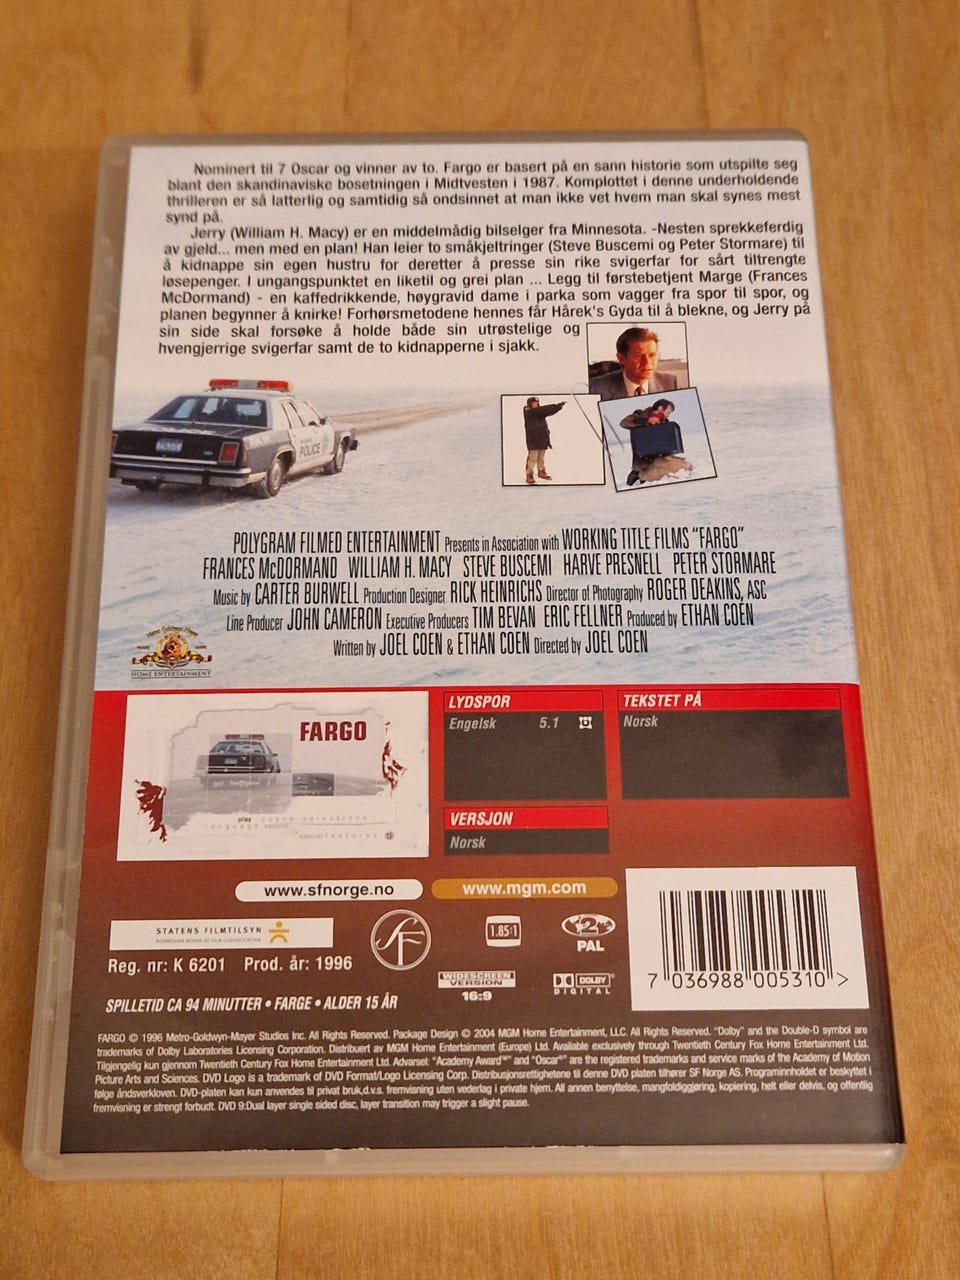 Nominert til 7 Oscar og vinner av to. Fargo er basert på en sann historie som utspilte seg
blant den skandinaviske bosetningen i Midtvesten i 1987. Komplottet i denne underholdende
thrilleren er så latterlig og samtidig så ondsinnet at man ikke vet hvem man skal synes mest
synd på.
Jerry (William H. Macy) er en middelmådig bilselger fra Minnesota. -Nesten sprekkeferdig
av gjeld... men med en plan! Han leier to småkjeltringer (Steve Buscemi og Peter Stormare) til
å kidnappe sin egen hustru for deretter å presse sin rike svigerfar for sårt tiltrengte
løsepenger. I ungangspunktet en liketil og grei plan ... Legg til førstebetjent Marge (Frances
McDormand) - en kaffedrikkende, høygravid dame i parka som vagger fra spor til spor, og
planen begynner å knirke! Forhørsmetodene hennes får Hårek's Gyda til å blekne, og Jerry på
sin side skal forsøke å holde både sin utrøstelige og
hvengjerrige svigerfar samt de to kidnapperne i sjakk.
POLICE
POLYGRAM FILMED ENTERTAINMENT Presents in Association with WORKING TITLE FILMS "FARGO"
FRANCES McDORMAND WILLIAM H. MACY STEVE BUSCEMI HARVE PRESNELL PETER STORMARE
Music by CARTER BURWELL Production Designer RICK HEINRICHS Director of Photography ROGER DEAKINS, ASC
Line Producer JOHN CAMERON Executive Producers TIM BEVAN ERIC FELLNER Produced by ETHAN COEN
Written by JOEL COEN & ETHAN COEN Directed by JOEL COEN
HOME ENTERTAINMENT
FARGO
play scene selections
language options
special features
LYDSPOR
Engelsk 5.1
TEKSTET PÅ
Norsk
VERSJON
Norsk
www.sfnorge.no
www.mgm.com
STATENS FILMTILSYN
NORWEGIAN BOARD OF FILM CLASSIFICATION
Reg. nr: K 6201 Prod. år: 1996
SF
1.85:1
2
PAL
WIDESCREEN
VERSION
16:9
DOLBY
DIGITAL
7 036988 005310 >
SPILLETID CA 94 MINUTTER • FARGE • ALDER 15 ÅR
FARGO © 1996 Metro-Goldwyn-Mayer Studios Inc. All Rights Reserved. Package Design © 2004 MGM Home Entertainment, LLC. All Rights Reserved. "Dolby" and the Double-D symbol are
trademarks of Dolby Laboratories Licensing Corporation. Distribuert av MGM Home Entertainment (Europe) Ltd. Available exclusively through Twentieth Century Fox Home Entertainment Ltd.
Tilgjengelig kun gjennom Twentieth Century Fox Home Entertainment Ltd. Advarsel: "Academy Award™" and "Oscar®" are the registered trademarks and service marks of the Academy of Motion
Picture Arts and Sciences. DVD Logo is a trademark of DVD Format/Logo Licensing Corp. Distribusjonsrettighetene til denne DVD platen tilhører SF Norge AS. Programinnholdet er beskyttet i
følge åndsverkloven. DVD-platen kan kun anvendes til privat bruk,d.v.s. fremvisning uten vederlag i private hjem. All annen benyttelse, mangfoldiggjøring, kopiering, helt eller delvis, og offentlig
fremvisning er strengt forbudt. DVD 9:Dual layer single sided disc, layer transition may trigger a slight pause.